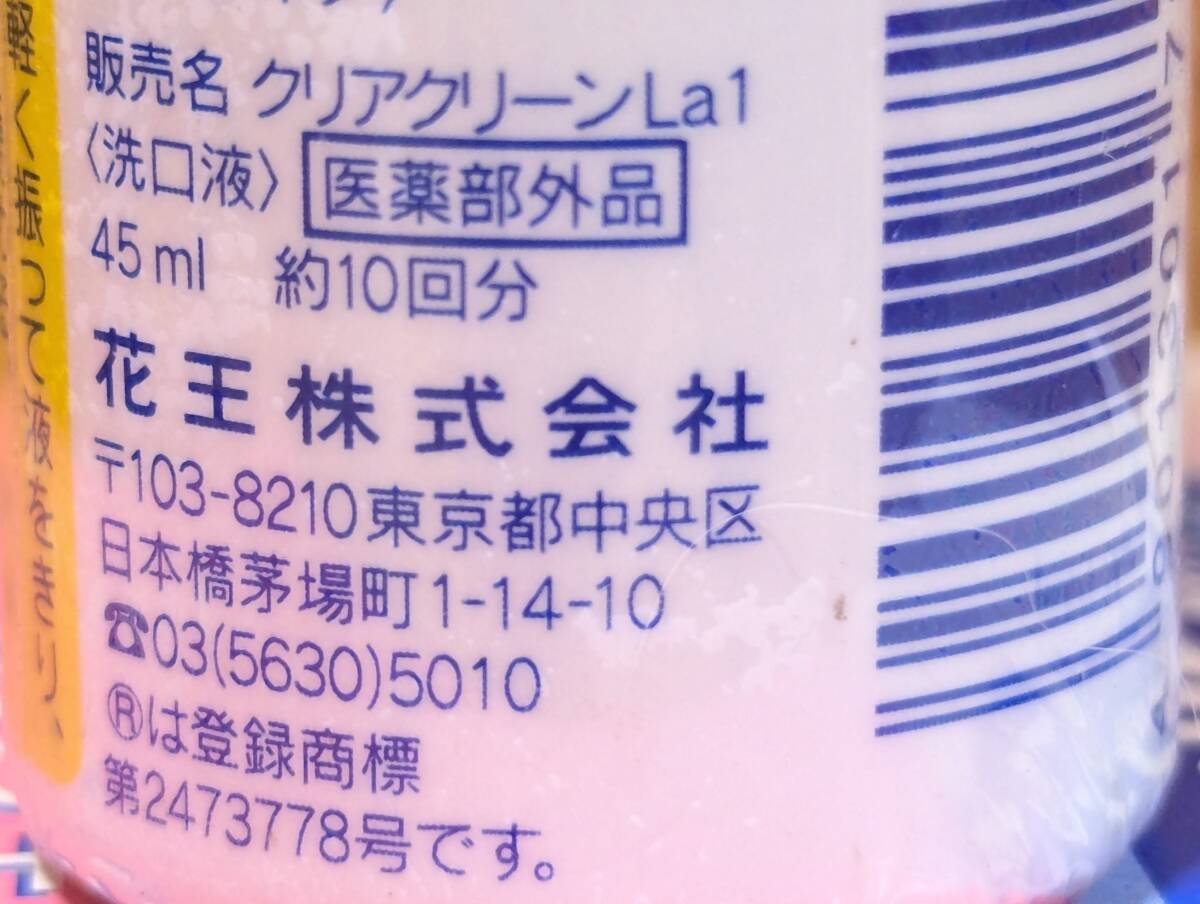 販売名 クリアクリーンLa1
〈洗口液〉 医薬部外品
45ml 約10回分
花王株式会社
〒103-8210東京都中央区
日本橋茅場町1-14-10
☎03(5630)5010
®は登録商標
第2473778号です。
軽く振って液をきり、